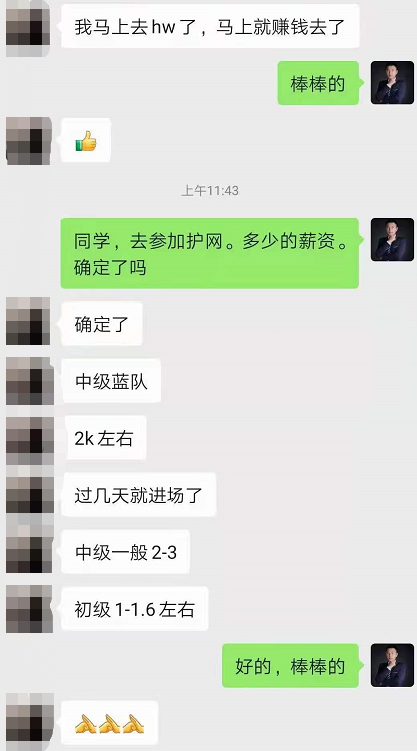 我马上去hw了，马上就赚钱去了
棒棒的
上午11:43
同学，去参加护网。多少的薪资。
确定了吗
确定了
中级蓝队
2k左右
过几天就进场了
中级一般2-3
初级1-1.6左右
好的，棒棒的